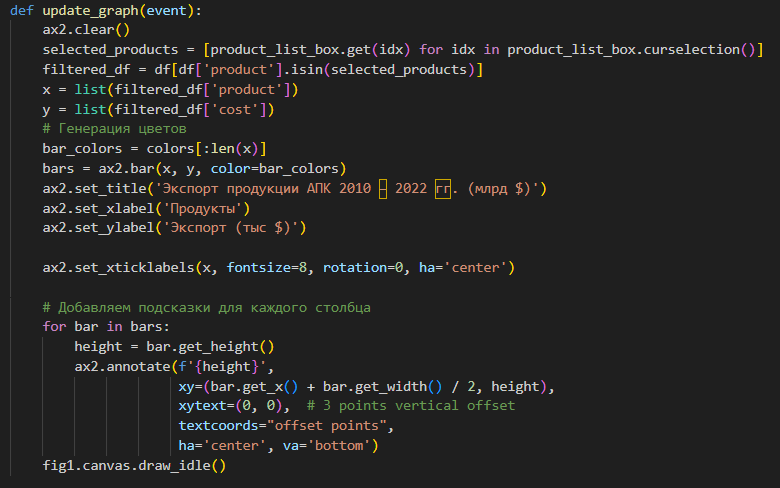 def update_graph(event):
    ax2.clear()
    selected_products = [product_list_box.get(idx) for idx in product_list_box.curselection()]
    filtered_df = df[df['product'].isin(selected_products)]
    x = list(filtered_df['product'])
    y = list(filtered_df['cost'])
    # Генерация цветов
    bar_colors = colors[:len(x)]
    bars = ax2.bar(x, y, color=bar_colors)
    ax2.set_title('Экспорт продукции АПК 2010 – 2022 гг. (млрд $)')
    ax2.set_xlabel('Продукты')
    ax2.set_ylabel('Экспорт (тыс $)')

    ax2.set_xticklabels(x, fontsize=8, rotation=0, ha='center')

    # Добавляем подсказки для каждого столбца
    for bar in bars:
        height = bar.get_height()
        ax2.annotate(f'{height}',
                     xy=(bar.get_x() + bar.get_width() / 2, height),
                     xytext=(0, 0),  # 3 points vertical offset
                     textcoords="offset points",
                     ha='center', va='bottom')
    fig1.canvas.draw_idle()